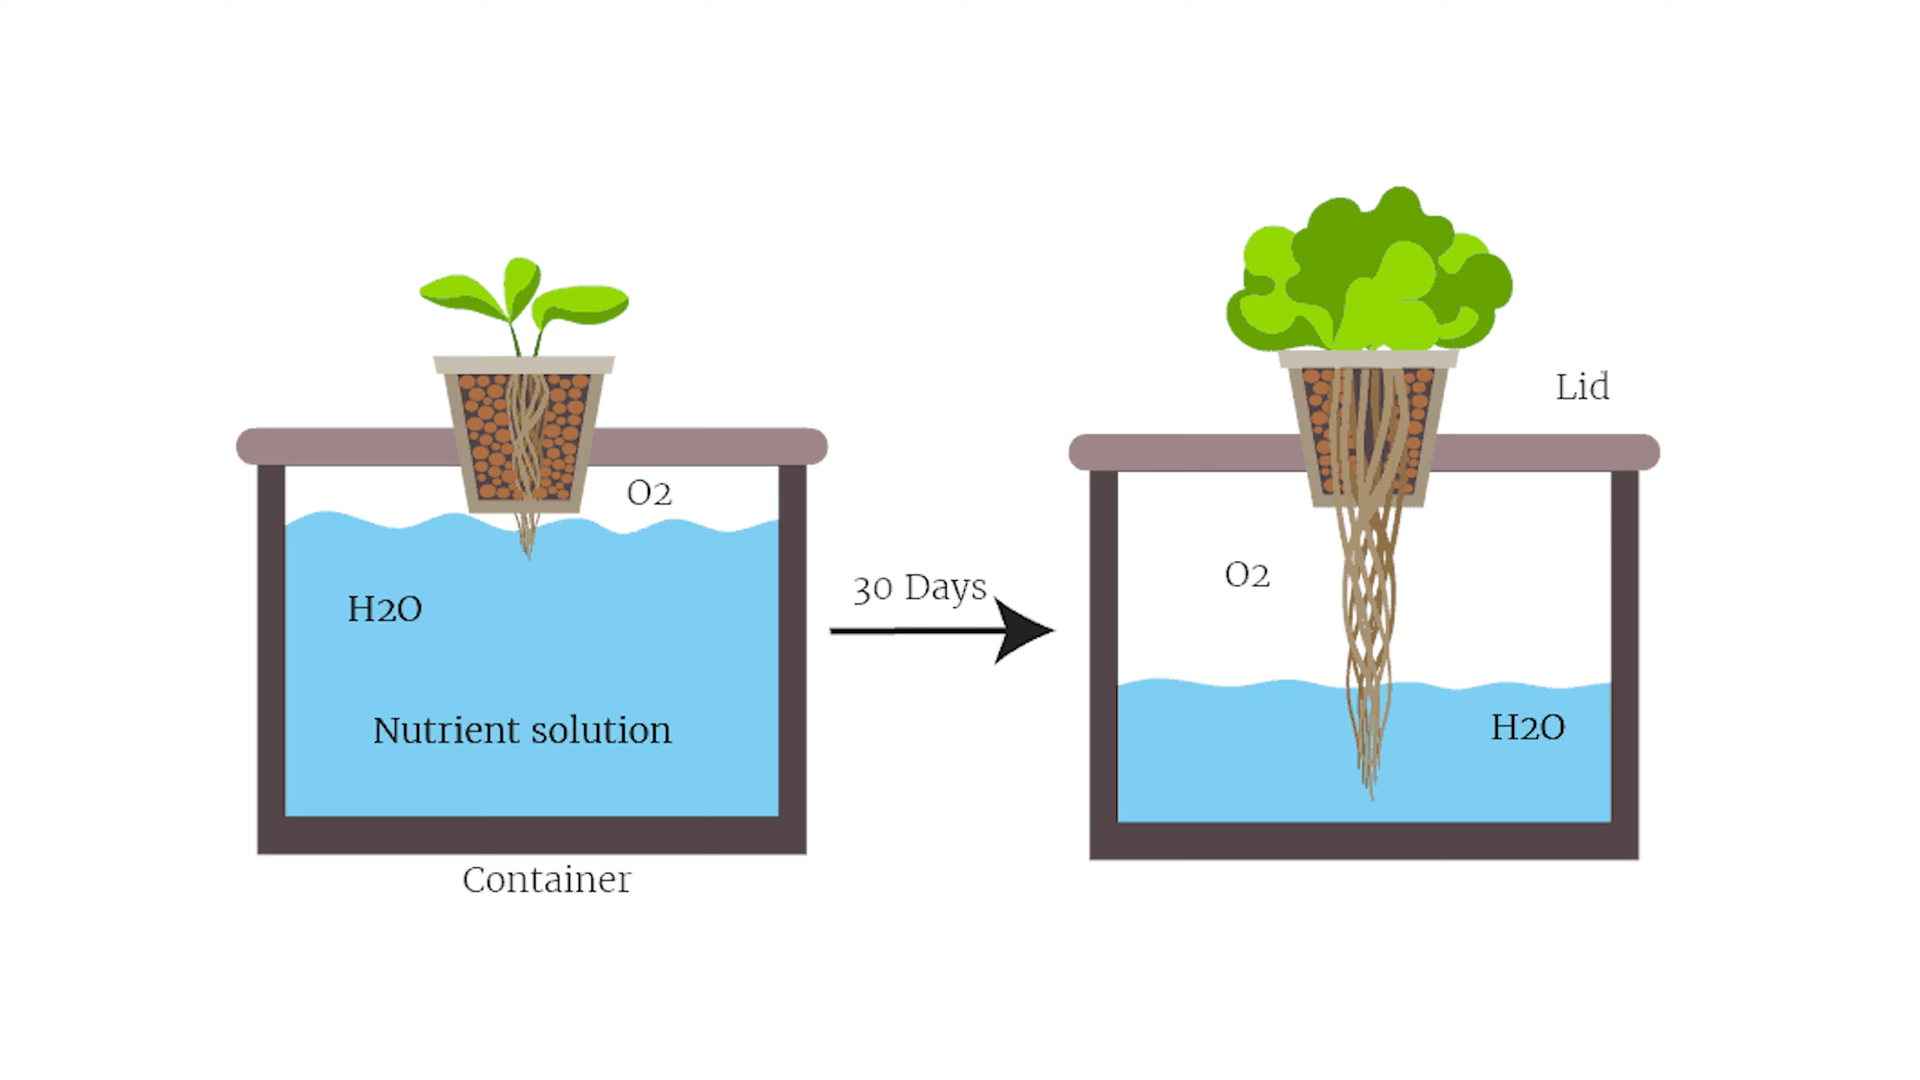 O2
H2O
Nutrient solution
Container
30 Days
Lid
O2
H2O